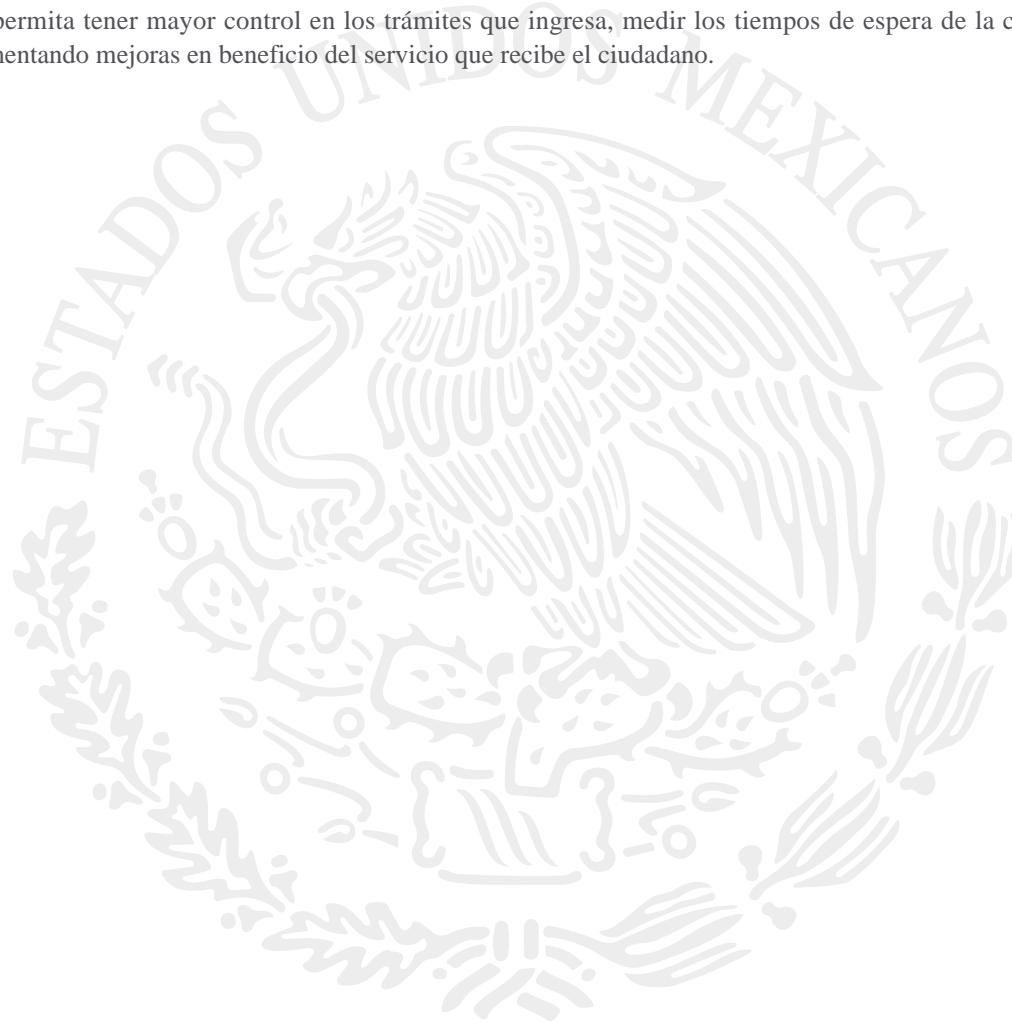 permita tener mayor control en los trámites que ingresa, medir los tiempos de espera de la
mejoras en beneficio del servicio que recibe el ciudadano.
ESTADOS UNIDOS MEXICANOS